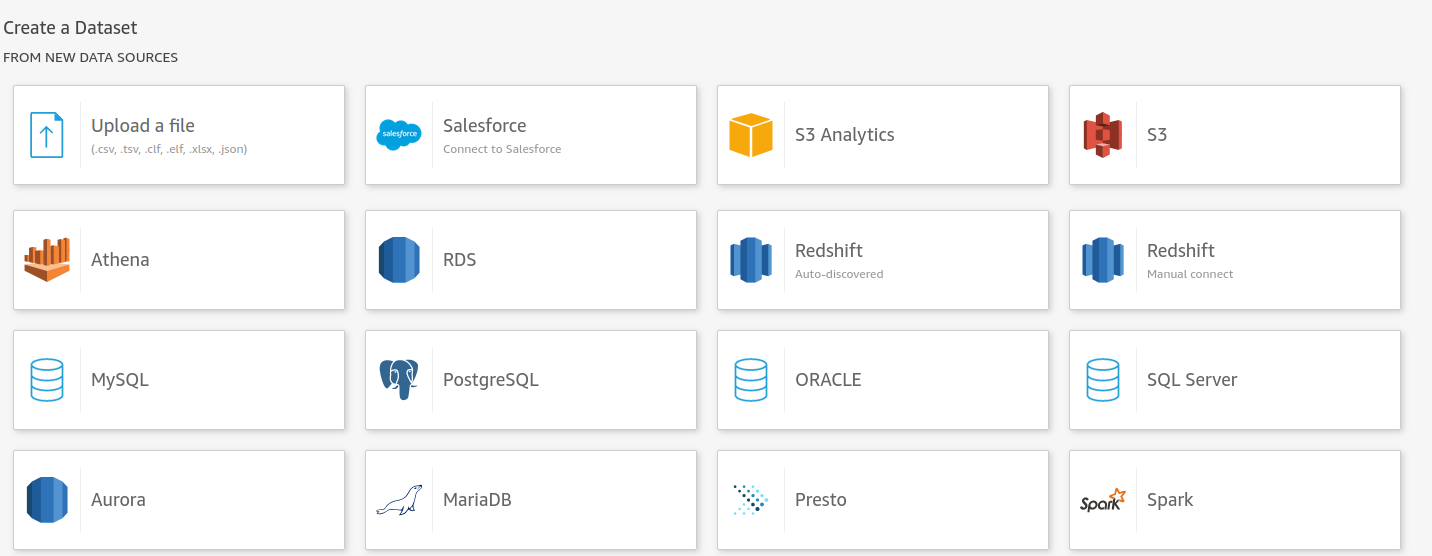 Create a Dataset
FROM NEW DATA SOURCES
Upload a file
(.csv, .tsv, .clf, .elf, .xlsx, .json)
salesforce
Salesforce
Connect to Salesforce
S3 Analytics
S3
Athena
RDS
Redshift
Auto-discovered
Redshift
Manual connect
MySQL
PostgreSQL
ORACLE
SQL Server
Aurora
MariaDB
Presto
Spark
Spark